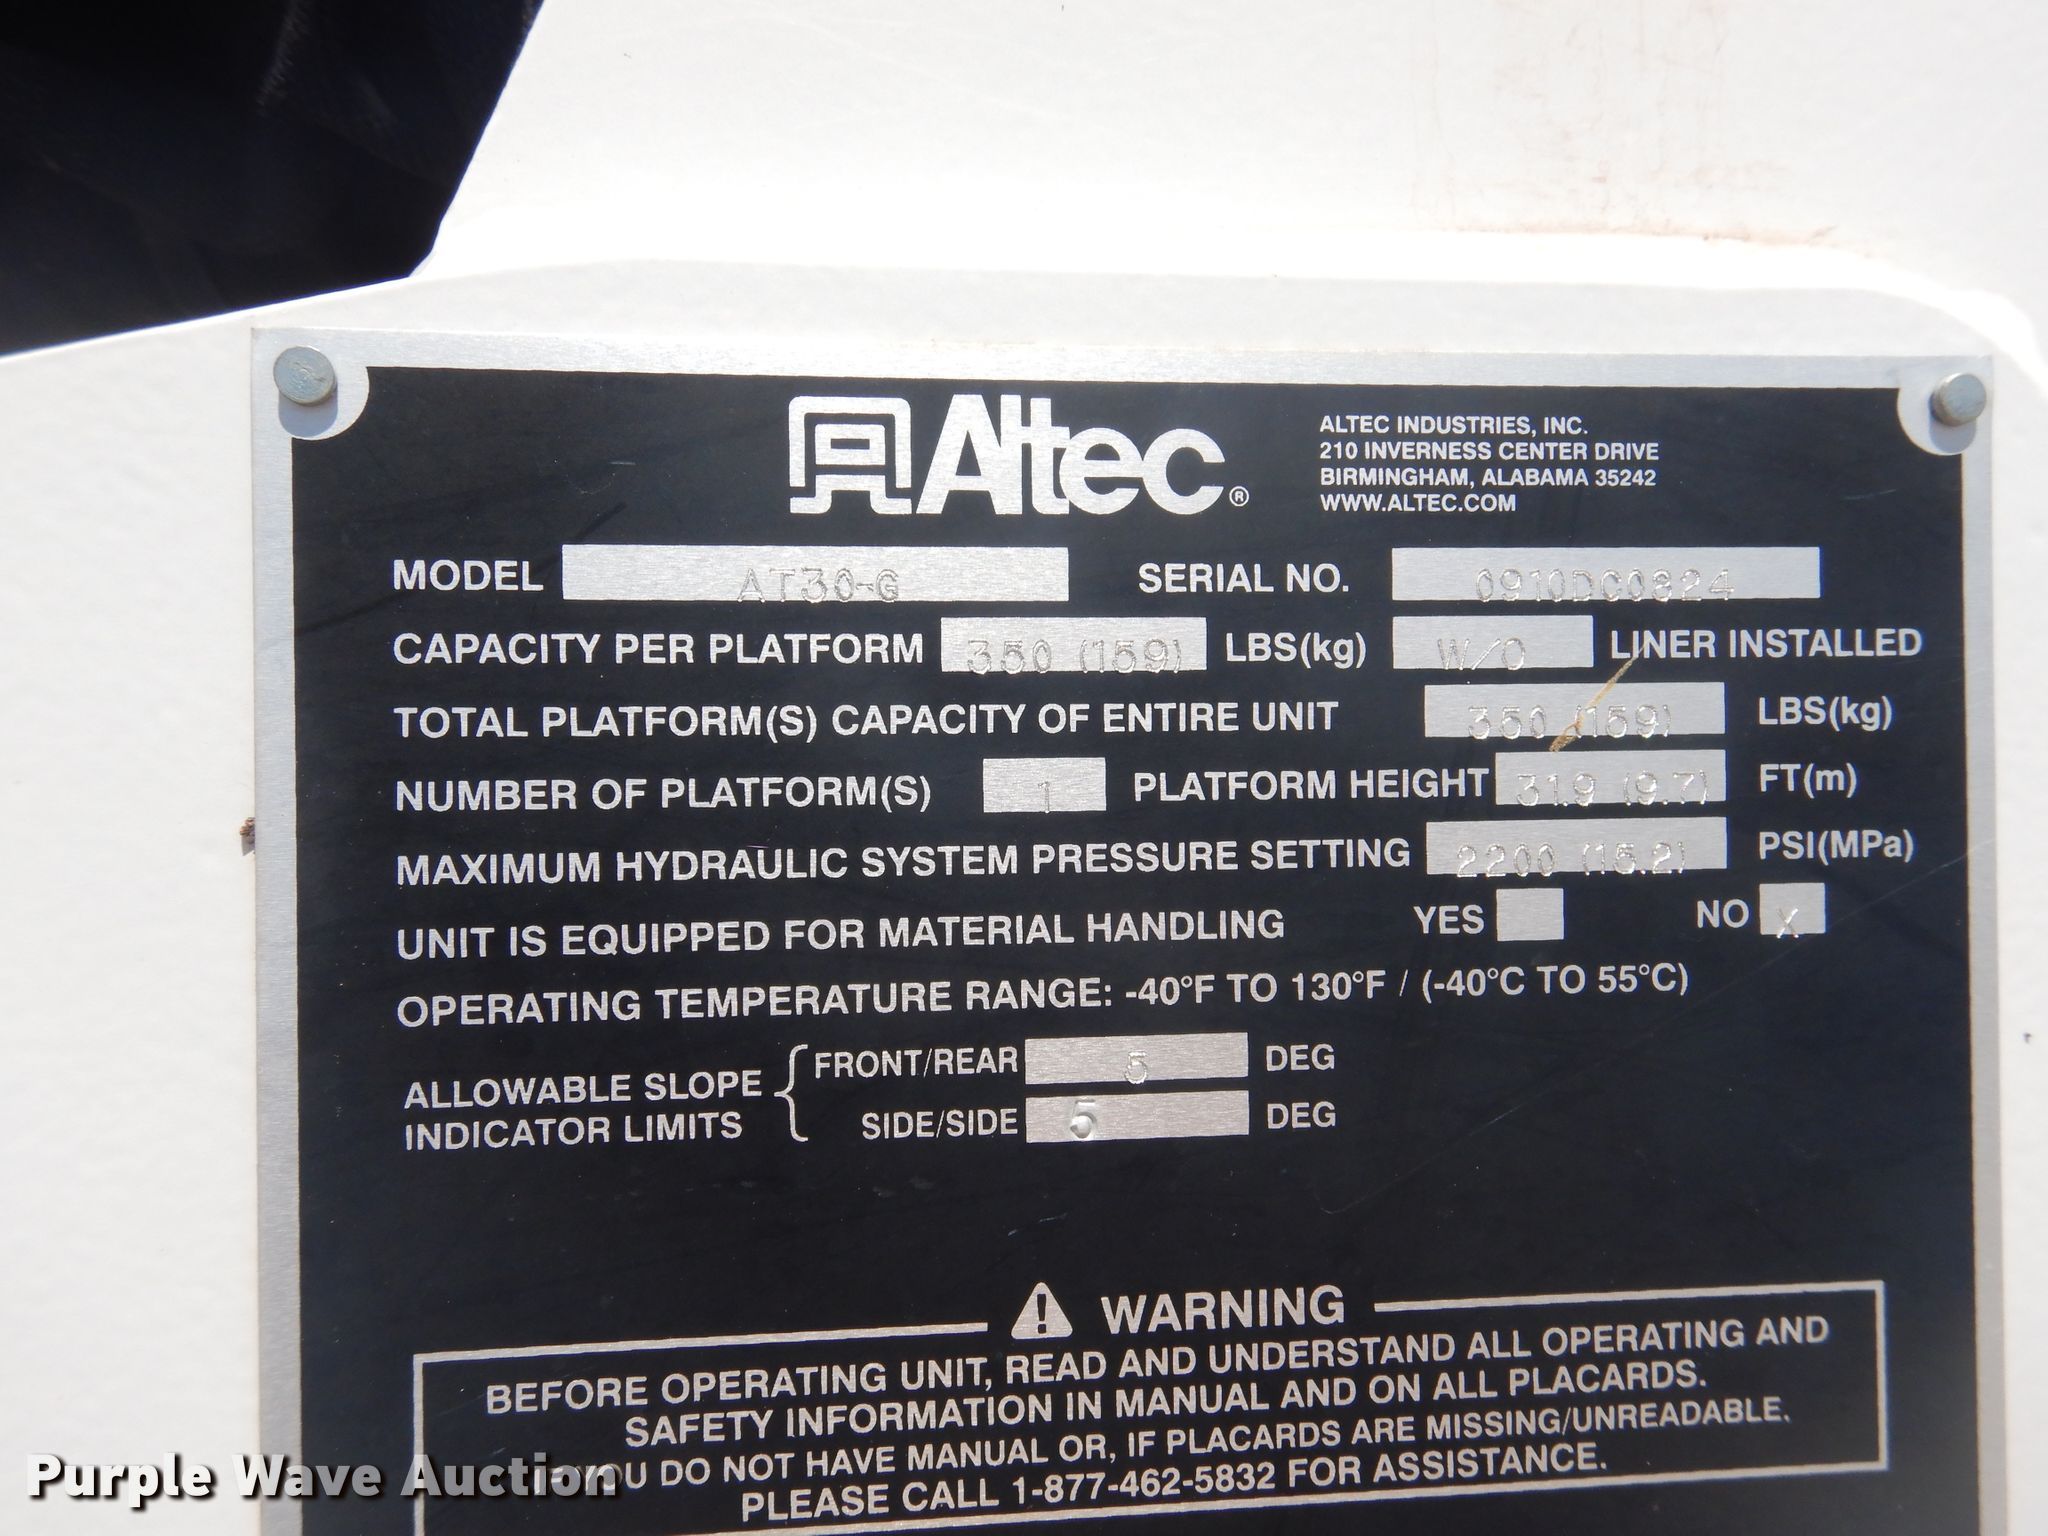 Altec®
ALTEC INDUSTRIES, INC.
210 INVERNESS CENTER DRIVE
BIRMINGHAM, ALABAMA 35242
WWW.ALTEC.COM
MODEL AT30-G SERIAL NO. 0910DC0824
CAPACITY PER PLATFORM 350 (159) LBS(kg) W/O LINER INSTALLED
TOTAL PLATFORM(S) CAPACITY OF ENTIRE UNIT 350 (159) LBS(kg)
NUMBER OF PLATFORM(S) 1 PLATFORM HEIGHT 31.9 (9.7) FT(m)
MAXIMUM HYDRAULIC SYSTEM PRESSURE SETTING 2200 (15.2) PSI(MPa)
UNIT IS EQUIPPED FOR MATERIAL HANDLING YES NO X
OPERATING TEMPERATURE RANGE: -40°F TO 130°F / (-40°C TO 55°C)
ALLOWABLE SLOPE INDICATOR LIMITS
FRONT/REAR 5 DEG
SIDE/SIDE 5 DEG
WARNING
BEFORE OPERATING UNIT, READ AND UNDERSTAND ALL OPERATING AND
SAFETY INFORMATION IN MANUAL AND ON ALL PLACARDS.
IF YOU DO NOT HAVE MANUAL OR, IF PLACARDS ARE MISSING/UNREADABLE,
PLEASE CALL 1-877-462-5832 FOR ASSISTANCE.
Purple Wave Auction